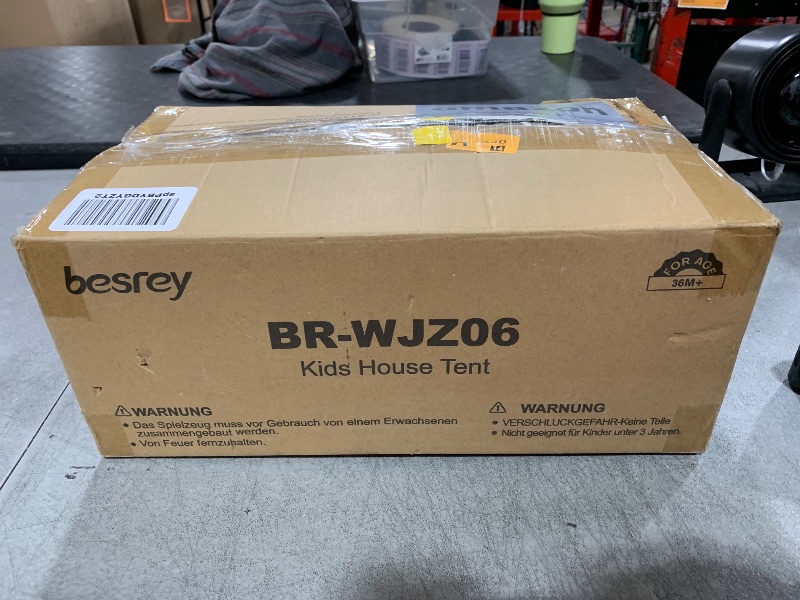 spPRYDGYZT2
besrey
FOR AGE
36M+
BR-WJZ06
Kids House Tent
⚠WARNUNG
• Das Spielzeug muss vor Gebrauch von einem Erwachsenen
zusammengebaut werden.
• Von Feuer fernzuhalten.
⚠ WARNUNG
• VERSCHLUCKGEFAHR-Keine Teile
• Nicht geeignet für Kinder unter 3 Jahren.